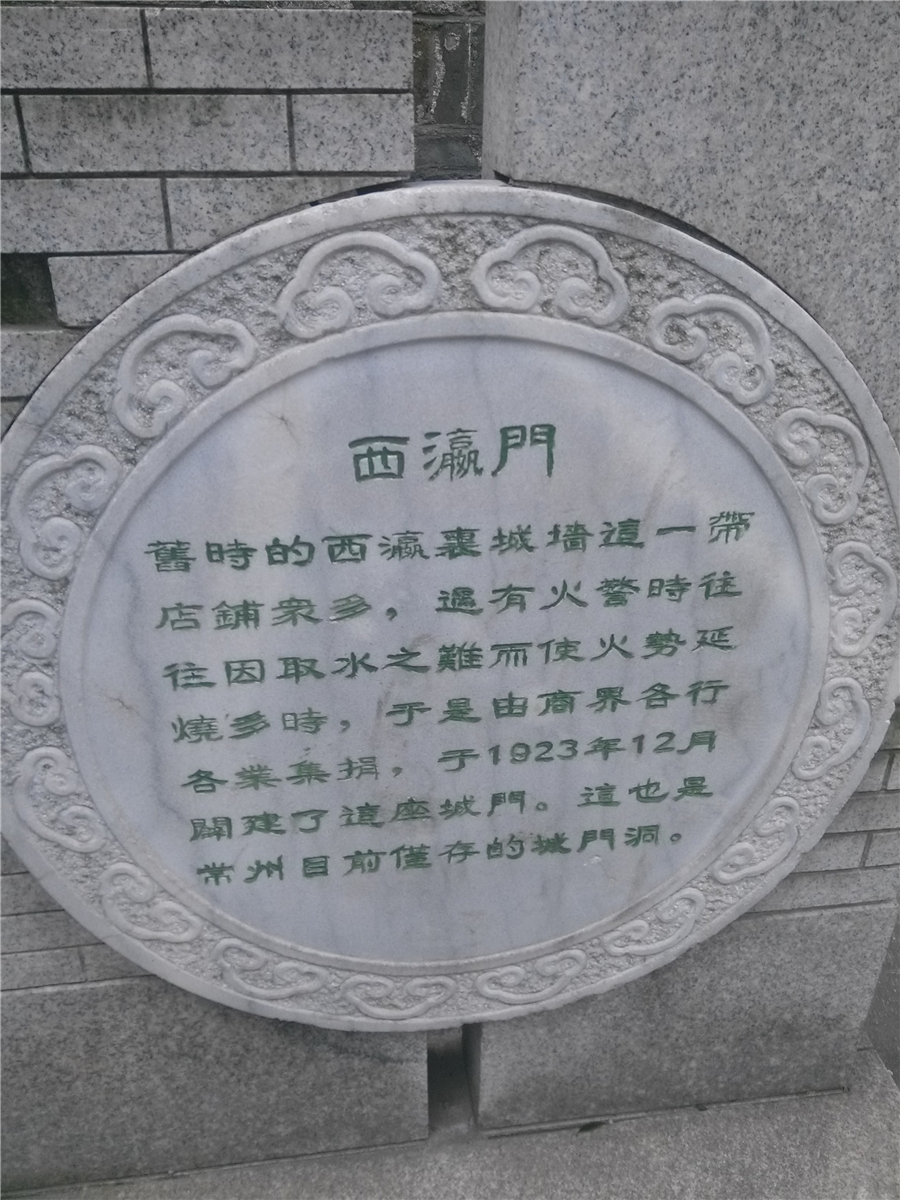 西瀛門
舊時的西瀛裏城墻這一帶
店鋪衆多，遇有火警時往
往因取水之難而使火勢延
燒多時，于是由商界各行
各業集捐，于1923年12月
開建了這座城門。這也是
常州目前僅存的城門洞。